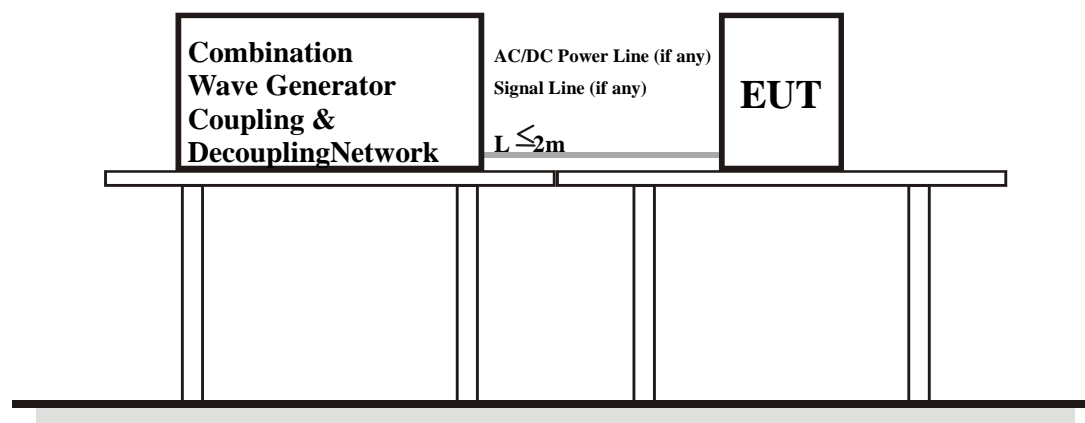 Combination
Wave Generator
Coupling &
DecouplingNetwork
AC/DC Power Line (if any)
Signal Line (if any)
L ≤2m
EUT